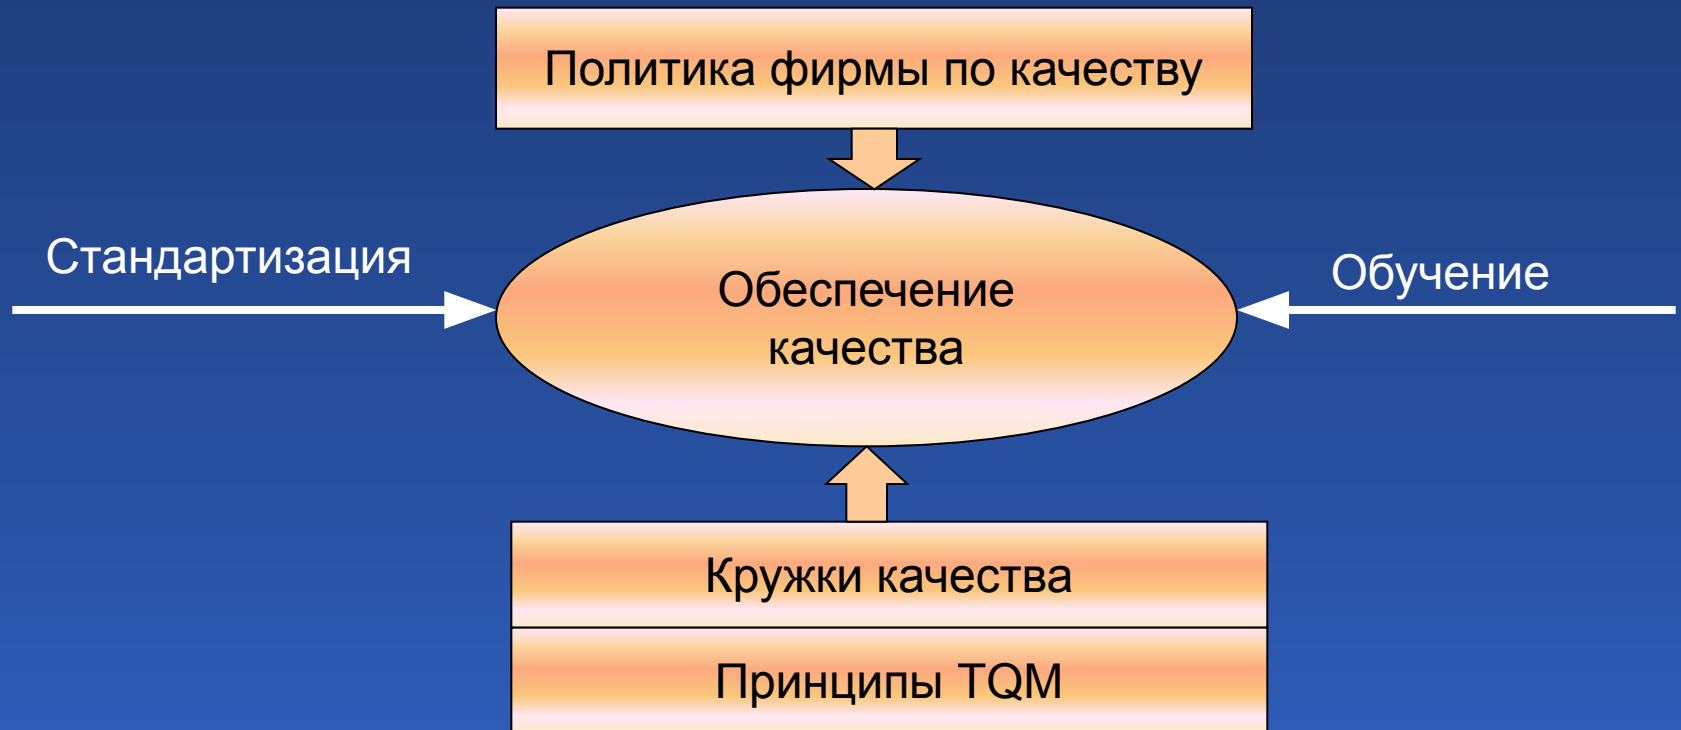 Политика фирмы по качеству
Стандартизация
Обучение
Обеспечение
качества
Кружки качества
Принципы TQM